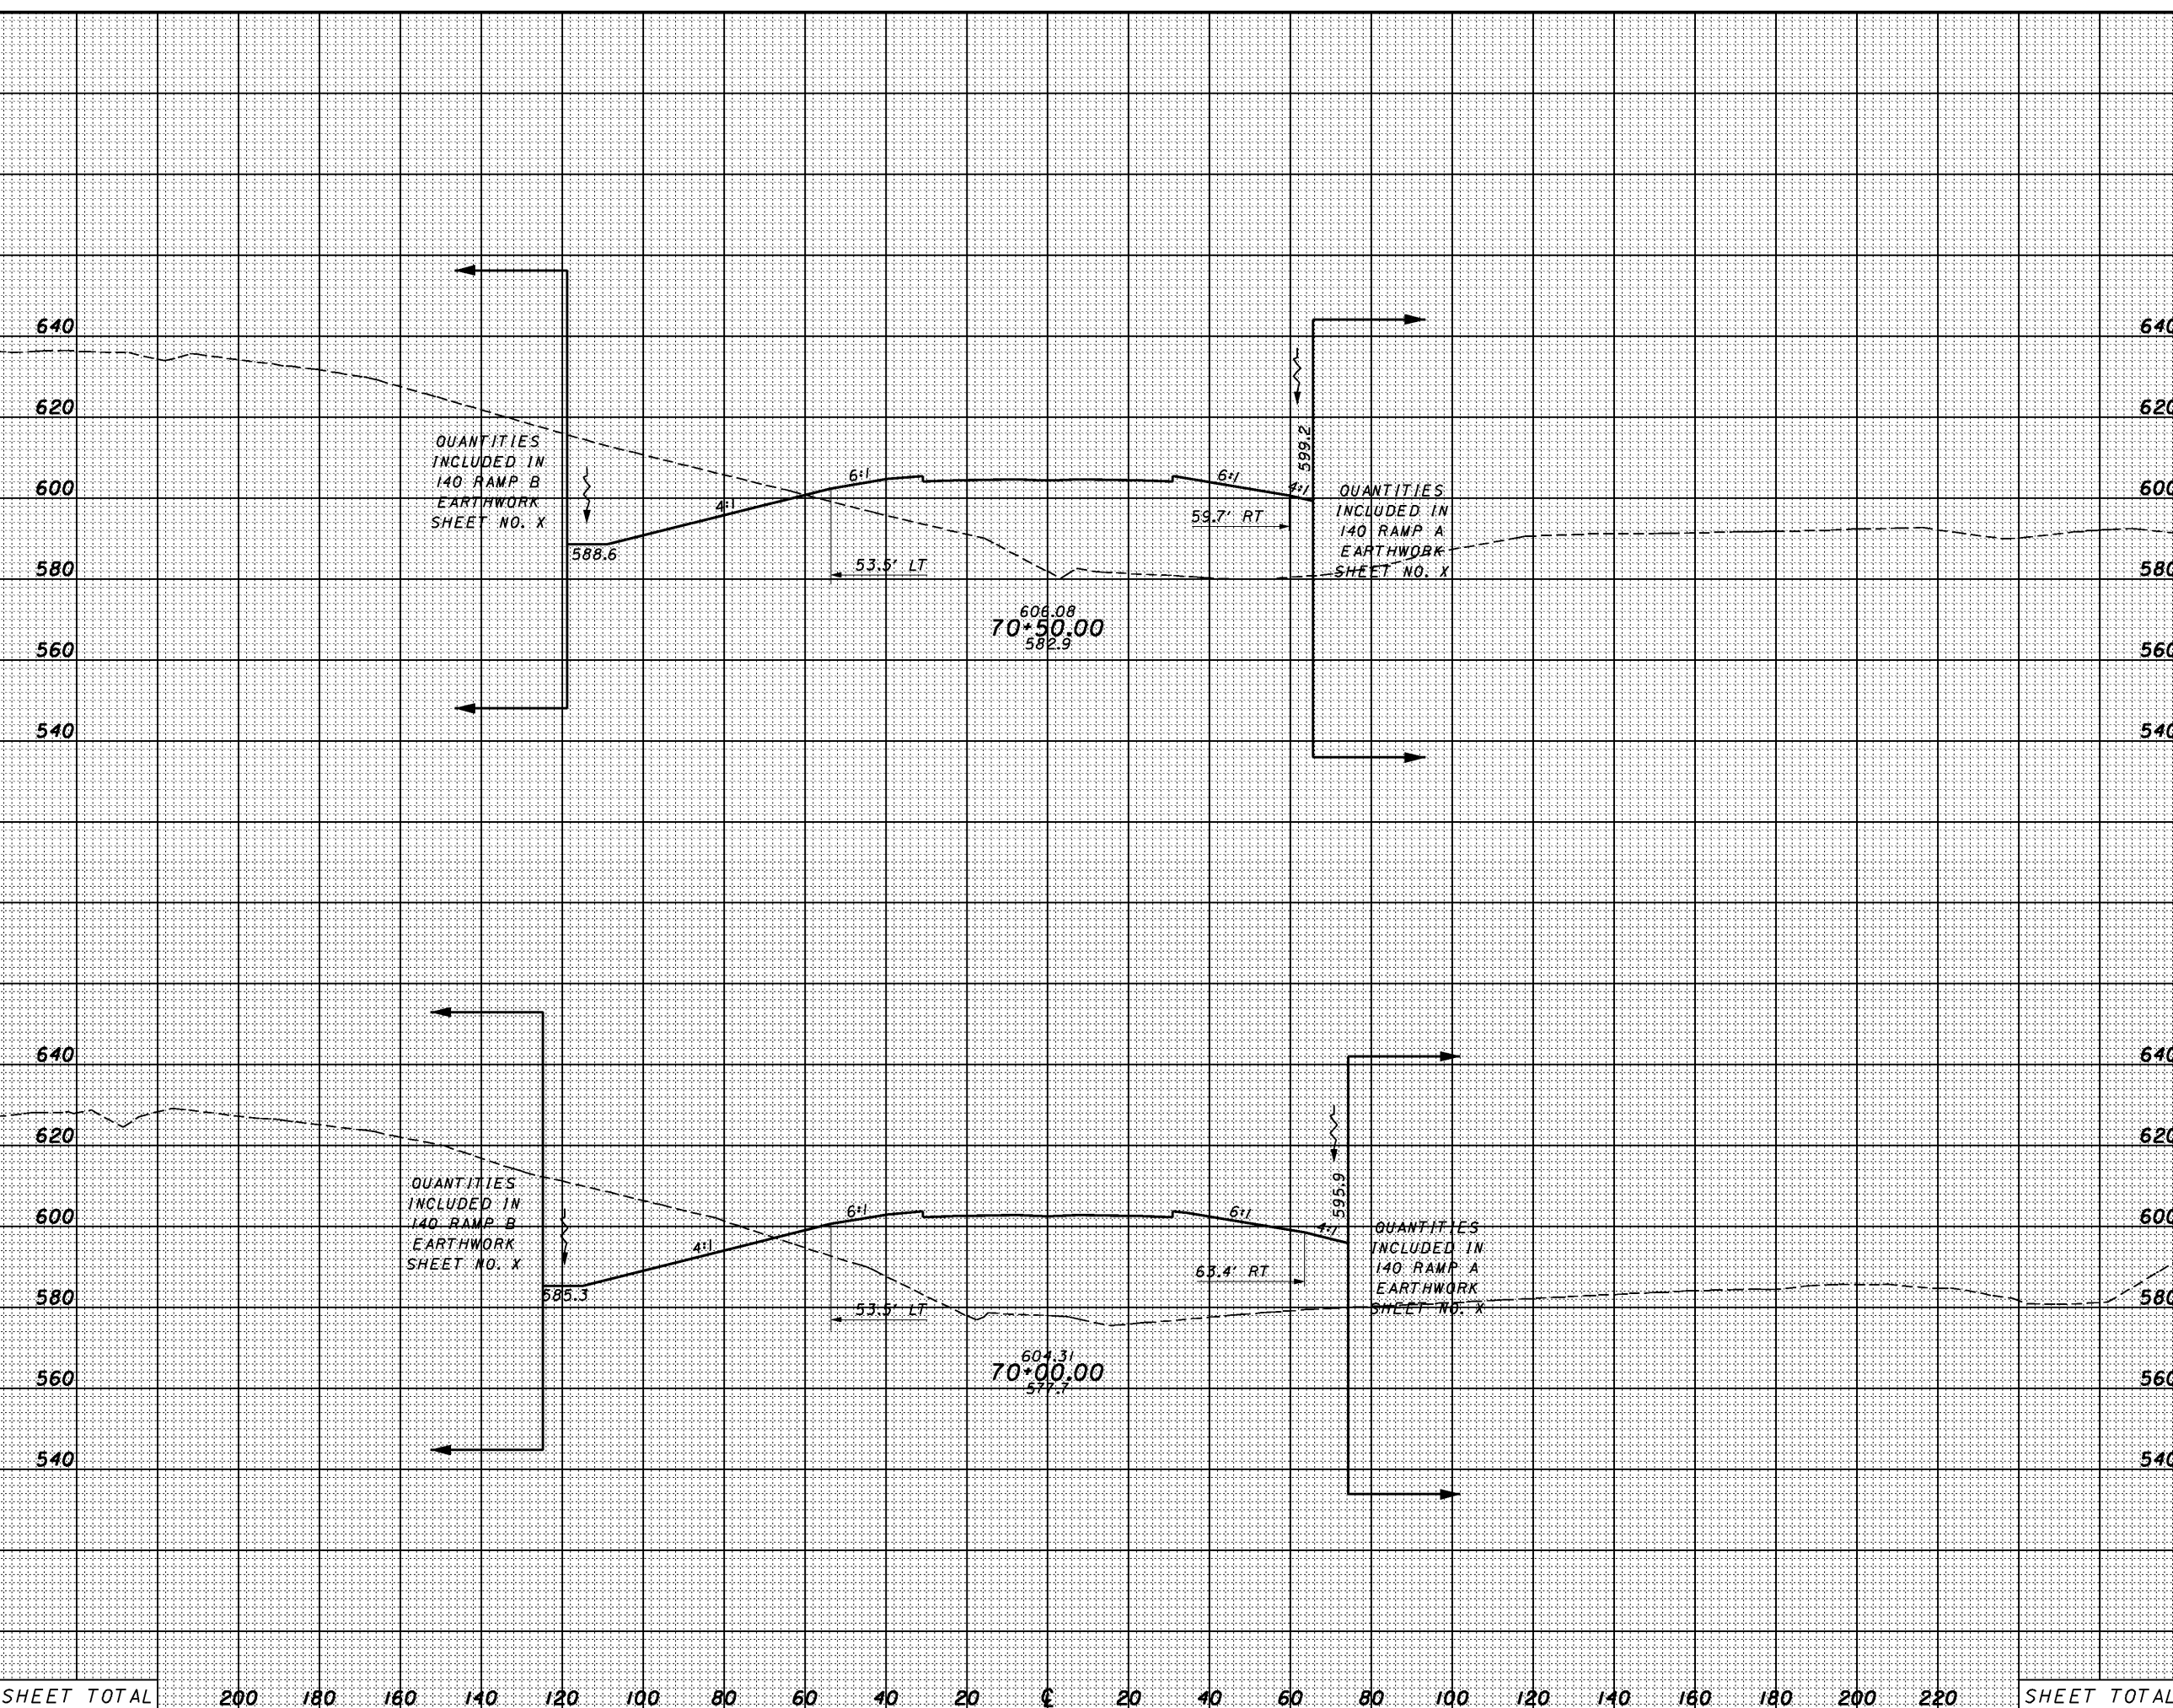 640 640
620 620
QUANTITIES
INCLUDED IN
140 RAMP B
EARTHWORK
SHEET NO. X
599.2
600 600
6:1 6:1
4:1 4:1
QUANTITIES
INCLUDED IN
140 RAMP A
EARTHWORK
SHEET NO. X
59.7' RT
588.6
53.5' LT
580 580
606.08
70+50.00
582.9
560 560
540 540
640 640
620 620
QUANTITIES
INCLUDED IN
140 RAMP B
EARTHWORK
SHEET NO. X
595.9
600 600
6:1 6:1
4:1 4:1
QUANTITIES
INCLUDED IN
140 RAMP A
EARTHWORK
SHEET NO. X
63.4' RT
585.3
53.5' LT
580 580
604.31
70+00.00
577.7
560 560
540 540
SHEET TOTAL 200 180 160 140 120 100 80 60 40 20 ℄ 20 40 60 80 100 120 140 160 180 200 220 SHEET TOTAL